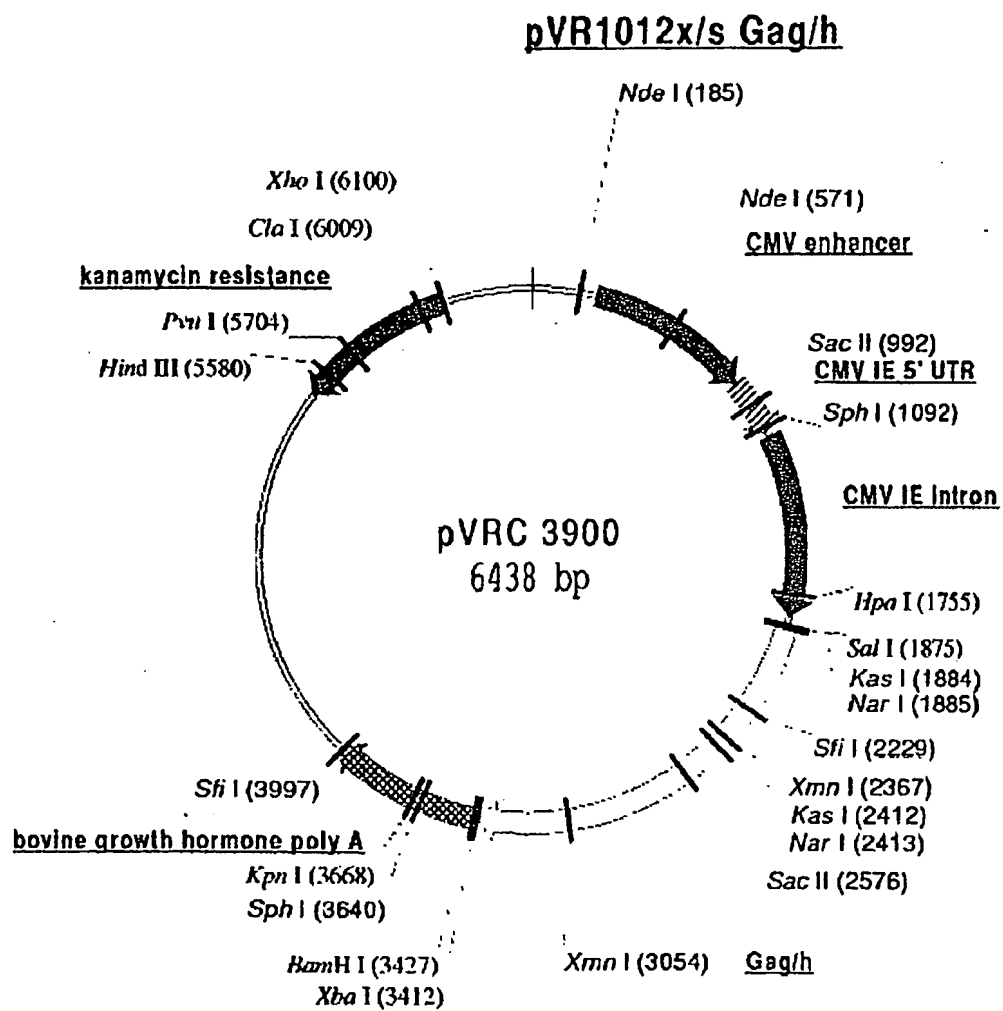 pVR1012x/s Gag/h
Nde I (185)
Xho I (6100)
Nde I (571)
Cla I (6009)
CMV enhancer
kanamycin resistance
Pvu I (5704)
Sac II (992)
Hind III (5580)
CMV IE 5' UTR
Sph I (1092)
CMV IE Intron
pVRC 3900
6438 bp
Hpa I (1755)
Sal I (1875)
Kas I (1884)
Nar I (1885)
Sfi I (2229)
Sfi I (3997)
Xmn I (2367)
Kas I (2412)
bovine growth hormone poly A
Nar I (2413)
Kpn I (3668)
Sac II (2576)
Sph I (3640)
BamH I (3427)
Xmn I (3054)
Gag/h
Xba I (3412)